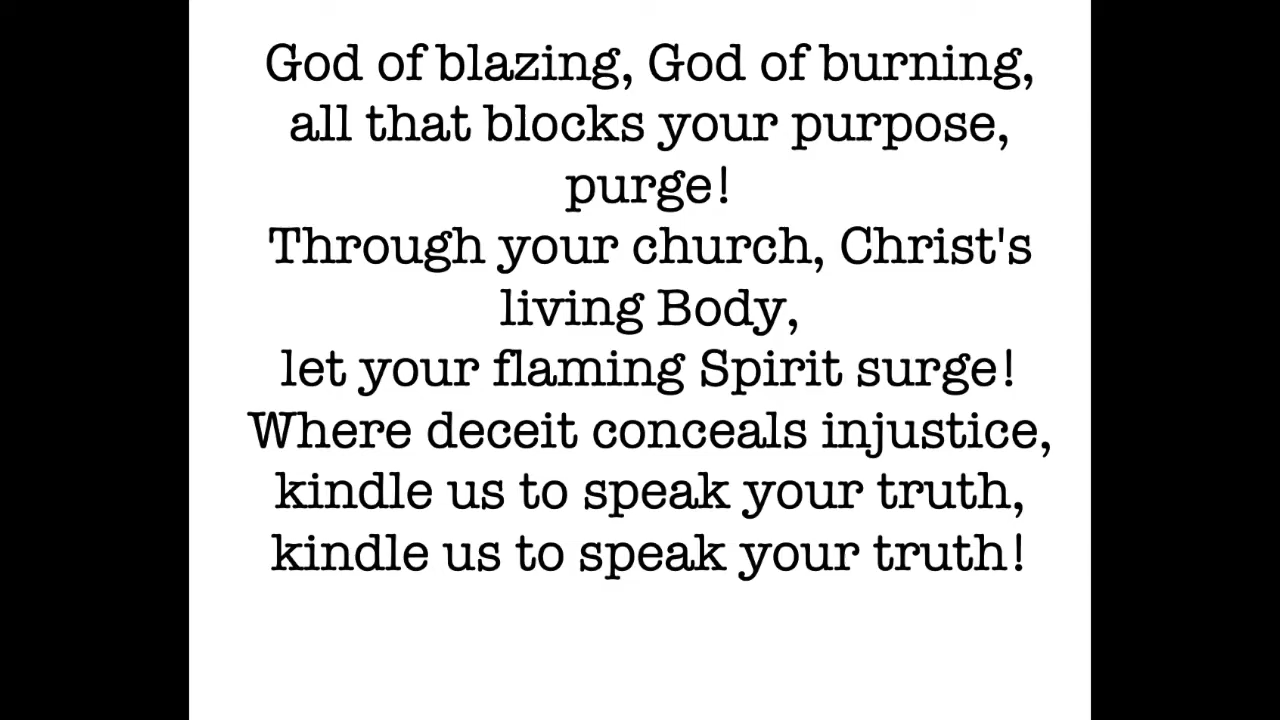 God of blazing, God of burning,
all that blocks your purpose,
purge!
Through your church, Christ's
living Body,
let your flaming Spirit surge!
Where deceit conceals injustice,
kindle us to speak your truth,
kindle us to speak your truth!